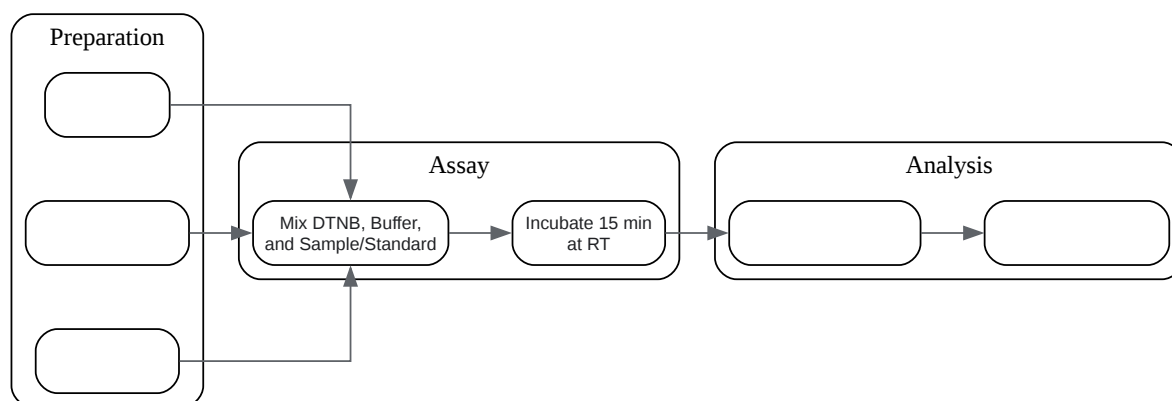 Preparation
Assay
Analysis
Mix DTNB, Buffer,
and Sample/Standard
Incubate 15 min
at RT